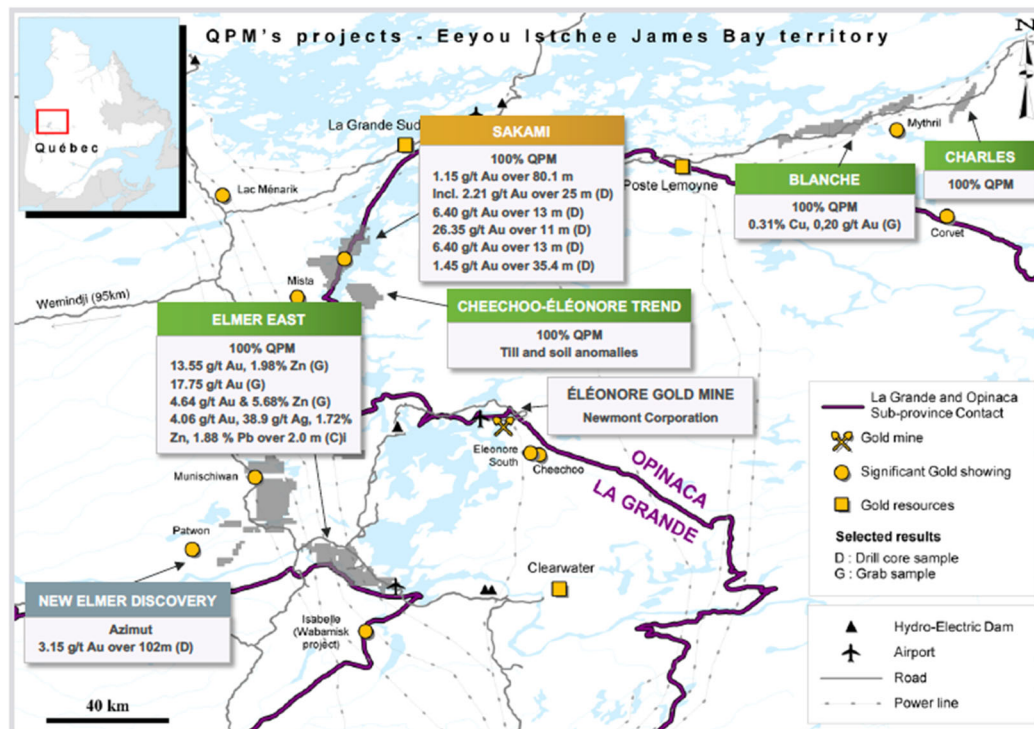 QPM's projects - Eeyou Istchee James Bay territory
N
Québec
La Grande Sud
SAKAMI
100% QPM
1.15 g/t Au over 80.1 m
Incl. 2.21 g/t Au over 25 m (D)
6.40 g/t Au over 13 m (D)
26.35 g/t Au over 11 m (D)
6.40 g/t Au over 13 m (D)
1.45 g/t Au over 35.4 m (D)
Mythril
CHARLES
100% QPM
Poste Lemoyne
BLANCHE
100% QPM
0.31% Cu, 0,20 g/t Au (G)
Lac Ménarik
Corvet
Mista
Wemindji (95km)
CHEECHOO-ÉLÉONORE TREND
100% QPM
Till and soil anomalies
ELMER EAST
100% QPM
13.55 g/t Au, 1.98% Zn (G)
17.75 g/t Au (G)
4.64 g/t Au & 5.68% Zn (G)
4.06 g/t Au, 38.9 g/t Ag, 1.72%
Zn, 1.88 % Pb over 2.0 m (C)i
ÉLÉONORE GOLD MINE
Newmont Corporation
Eleonore
South
Cheechoo
OPINACA
LA GRANDE
Munischiwan
Patwon
Clearwater
NEW ELMER DISCOVERY
Azimut
3.15 g/t Au over 102m (D)
Isabelle
(Wabamisk
project)
40 km
La Grande and Opinaca
Sub-province Contact
Gold mine
Significant Gold showing
Gold resources
Selected results
D : Drill core sample
G : Grab sample
Hydro-Electric Dam
Airport
Road
Power line